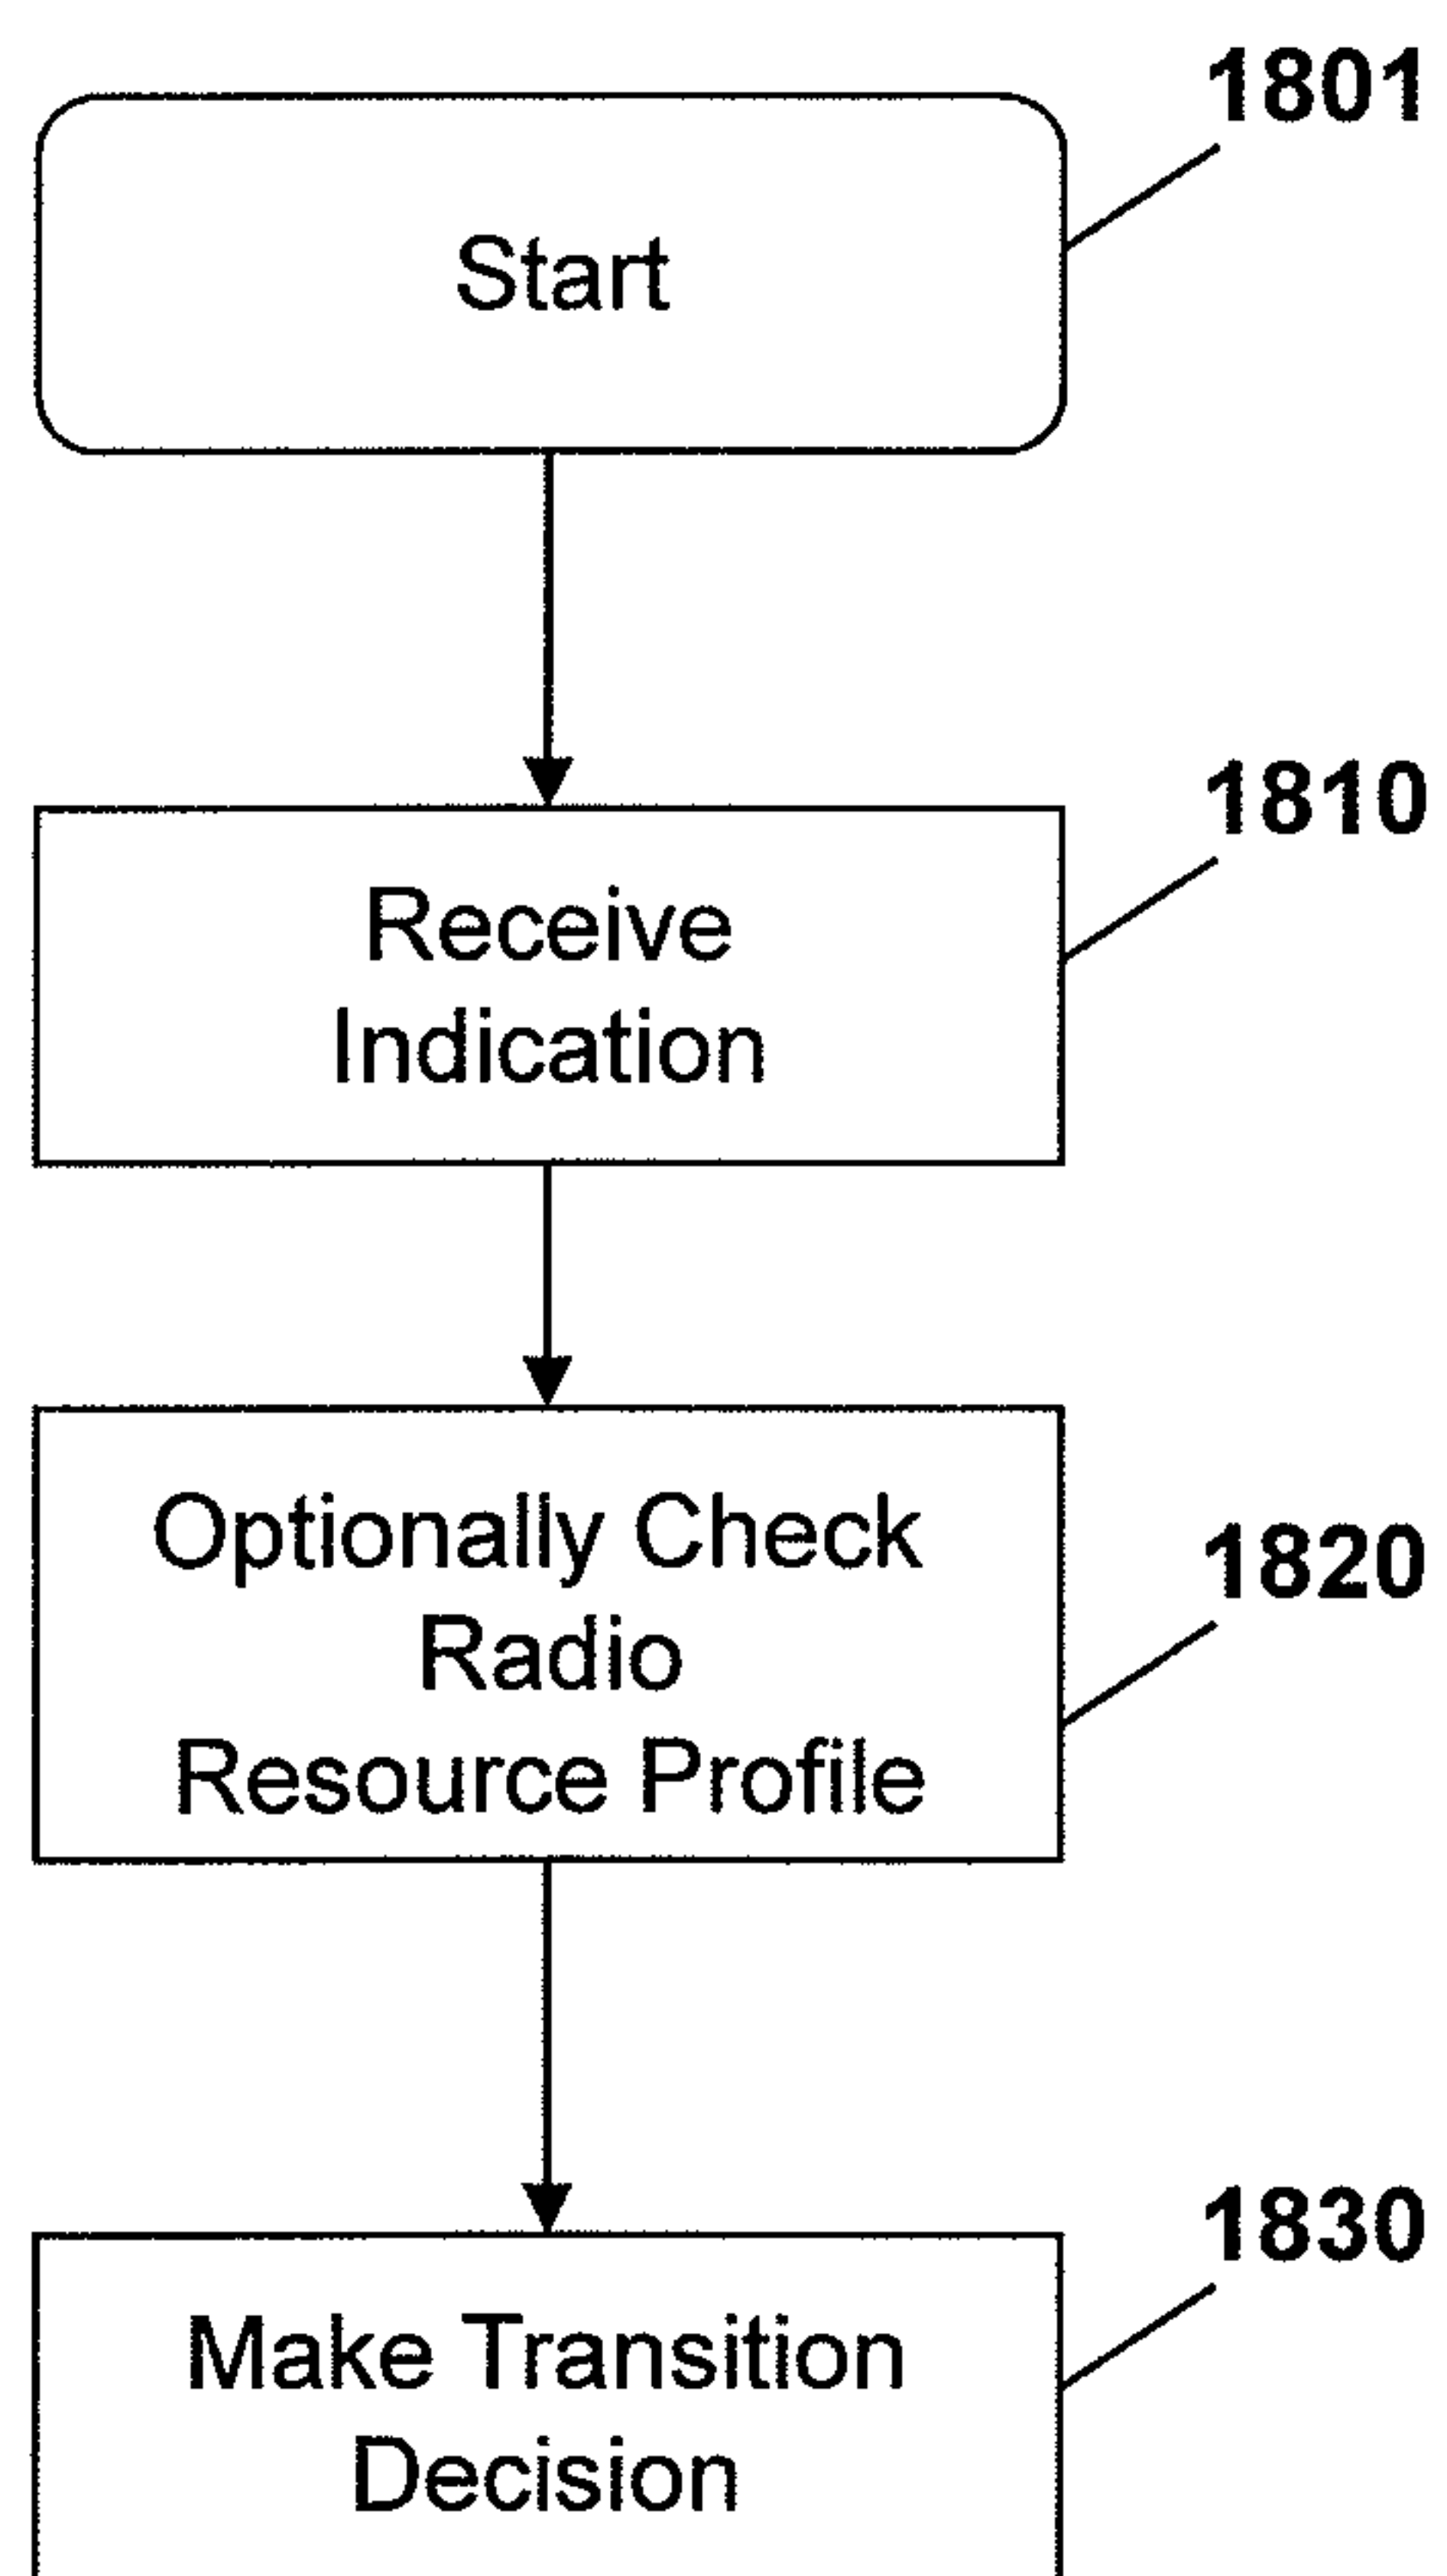 1801
Start
1810
Receive
Indication
Optionally Check
1820
Radio
Resource Profile
1830
Make Transition
Decision